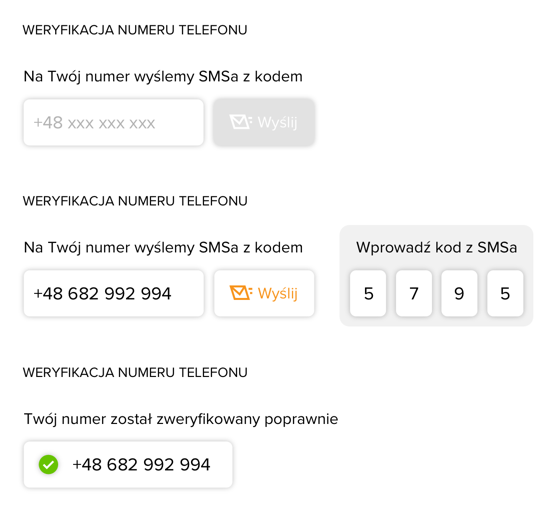 WERYFIKACJA NUMERU TELEFONU
Na Twój numer wyślemy SMSa z kodem
+48 xxx xxx xxx
Wyślij
WERYFIKACJA NUMERU TELEFONU
Na Twój numer wyślemy SMSa z kodem
Wprowadź kod z SMSa
+48 682 992 994
Wyślij
5 7 9 5
WERYFIKACJA NUMERU TELEFONU
Twój numer został zweryfikowany poprawnie
+48 682 992 994